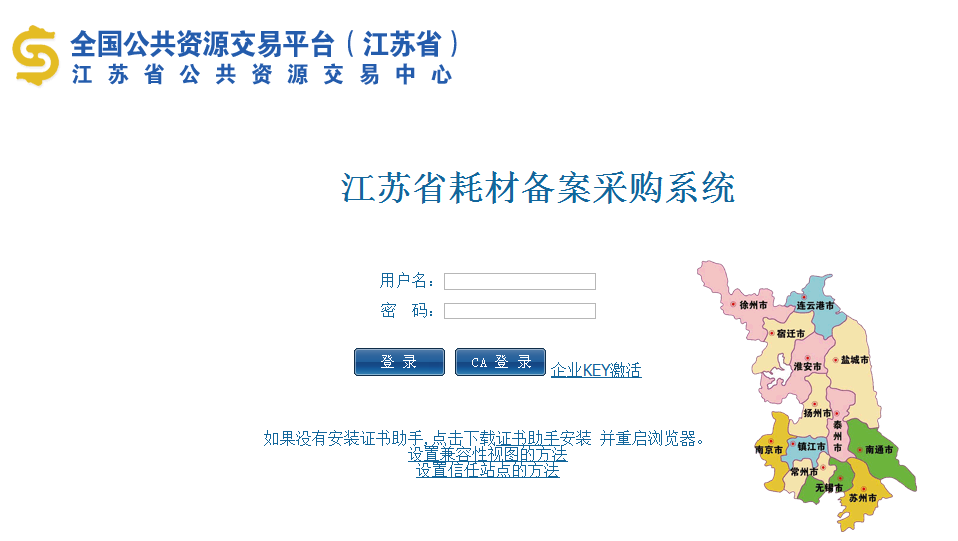 全国公共资源交易平台（江苏省）
江苏省公共资源交易中心
江苏省耗材备案采购系统
用户名：
密 码：
登 录 CA 登 录 企业KEY激活
如果没有安装证书助手,点击下载证书助手安装 并重启浏览器。
设置兼容性视图的方法
设置信任站点的方法
徐州市
连云港市
宿迁市
淮安市
盐城市
扬州市
泰州市
南京市
镇江市
南通市
常州市
无锡市
苏州市